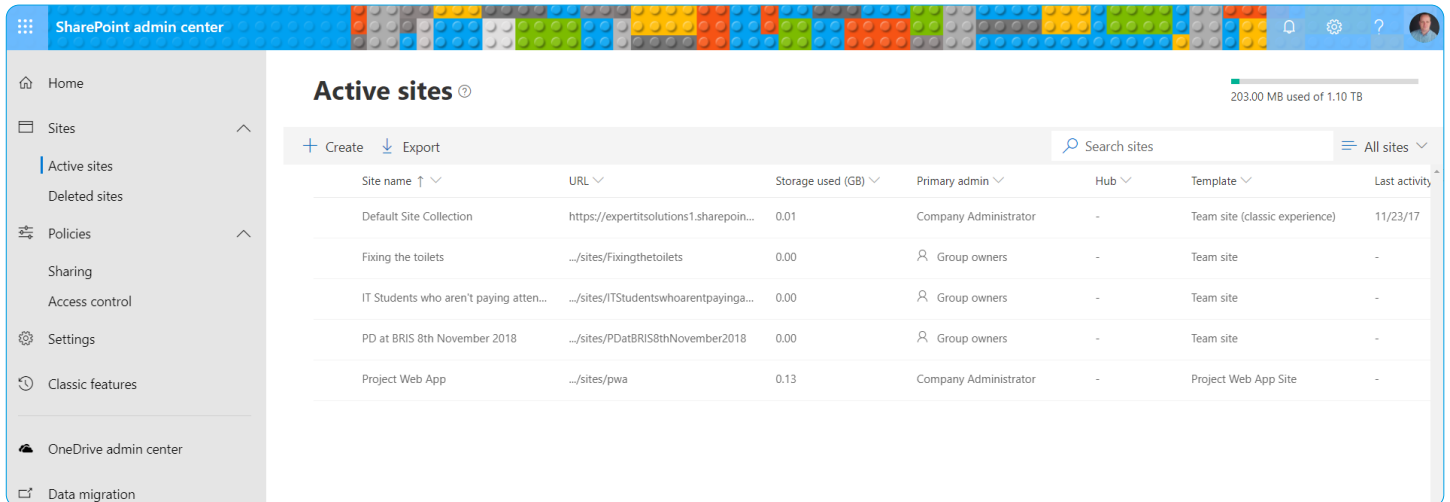 SharePoint admin center
?
Home
Sites
Active sites
Deleted sites
Policies
Sharing
Access control
Settings
Classic features
OneDrive admin center
Data migration
Active sites ?
203.00 MB used of 1.10 TB
+ Create Export
Search sites
All sites
Site name ↑ URL Storage used (GB) Primary admin Hub Template Last activity
Default Site Collection https://expertitsolutions1.sharepoin... 0.01 Company Administrator - Team site (classic experience) 11/23/17
Fixing the toilets .../sites/Fixingthetoilets 0.00 Group owners - Team site -
IT Students who aren't paying atten... .../sites/ITStudentswhoarentpayinga... 0.00 Group owners - Team site -
PD at BRIS 8th November 2018 .../sites/PDatBRIS8thNovember2018 0.00 Group owners - Team site -
Project Web App .../sites/pwa 0.13 Company Administrator - Project Web App Site -